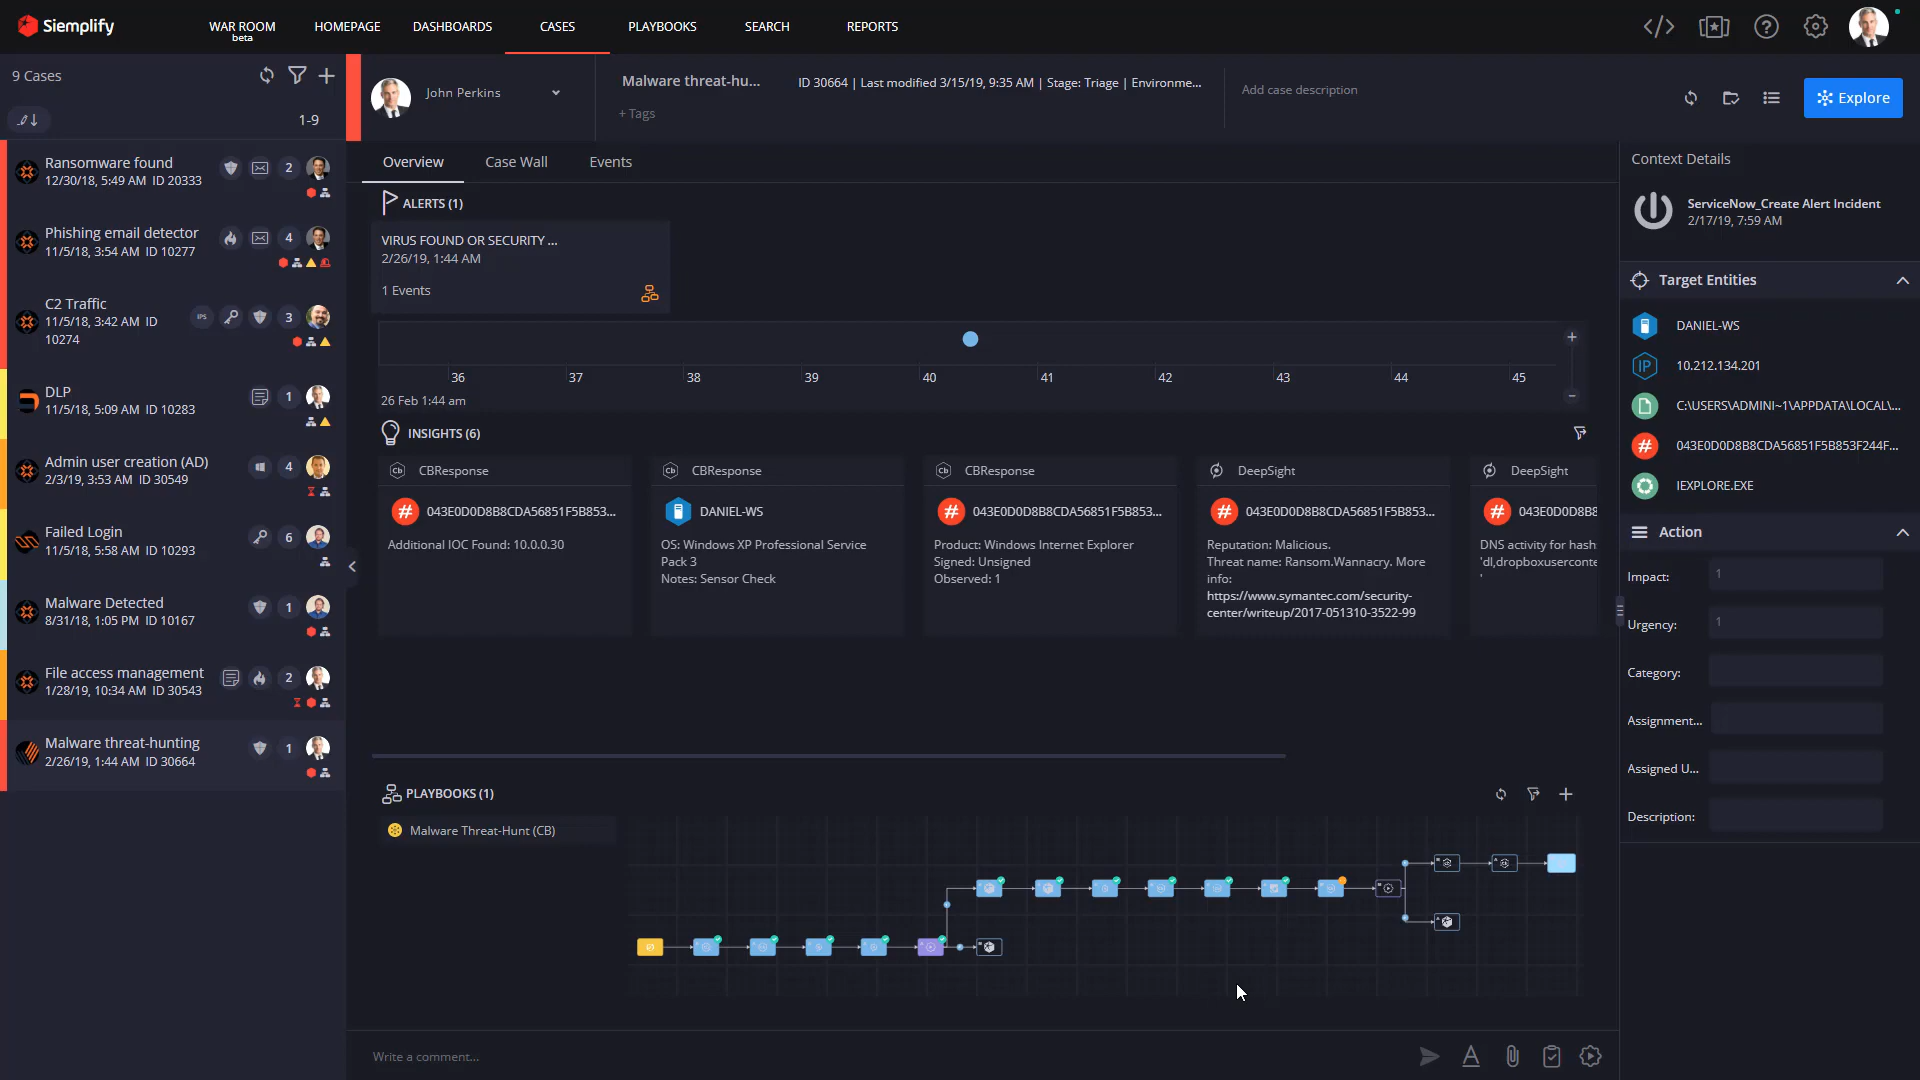 Siemplify
WAR ROOM
beta
HOMEPAGE
DASHBOARDS
CASES
PLAYBOOKS
SEARCH
REPORTS
9 Cases
1-9
Ransomware found
12/30/18, 5:49 AM ID 20333
2
Phishing email detector
11/5/18, 3:54 AM ID 10277
4
C2 Traffic
11/5/18, 3:42 AM ID
10274
IPS
3
DLP
11/5/18, 5:09 AM ID 10283
1
Admin user creation (AD)
2/3/19, 3:53 AM ID 30549
4
Failed Login
11/5/18, 5:58 AM ID 10293
6
Malware Detected
8/31/18, 1:05 PM ID 10167
1
File access management
1/28/19, 10:34 AM ID 30543
2
Malware threat-hunting
2/26/19, 1:44 AM ID 30664
1
John Perkins
Malware threat-hu...
+ Tags
ID 30664 | Last modified 3/15/19, 9:35 AM | Stage: Triage | Environme...
Add case description
Explore
Overview
Case Wall
Events
ALERTS (1)
VIRUS FOUND OR SECURITY ...
2/26/19, 1:44 AM
1 Events
36 37 38 39 40 41 42 43 44 45
26 Feb 1:44 am
INSIGHTS (6)
Cb CBResponse
043E0D0D8B8CDA56851F5B853...
Additional IOC Found: 10.0.0.30
Cb CBResponse
DANIEL-WS
OS: Windows XP Professional Service
Pack 3
Notes: Sensor Check
Cb CBResponse
043E0D0D8B8CDA56851F5B853...
Product: Windows Internet Explorer
Signed: Unsigned
Observed: 1
DeepSight
043E0D0D8B8CDA56851F5B853...
Reputation: Malicious.
Threat name: Ransom.Wannacry. More
info:
https://www.symantec.com/security-
center/writeup/2017-051310-3522-99
DeepSight
043E0D0D8B8
DNS activity for hash
'dl,dropboxuserconte
'
PLAYBOOKS (1)
Malware Threat-Hunt (CB)
Write a comment...
Context Details
ServiceNow_Create Alert Incident
2/17/19, 7:59 AM
Target Entities
DANIEL-WS
IP 10.212.134.201
C:\USERS\ADMINI~1\APPDATA\LOCAL\...
043E0D0D8B8CDA56851F5B853F244F...
IEXPLORE.EXE
Action
Impact: 1
Urgency: 1
Category:
Assignment...
Assigned U...
Description: